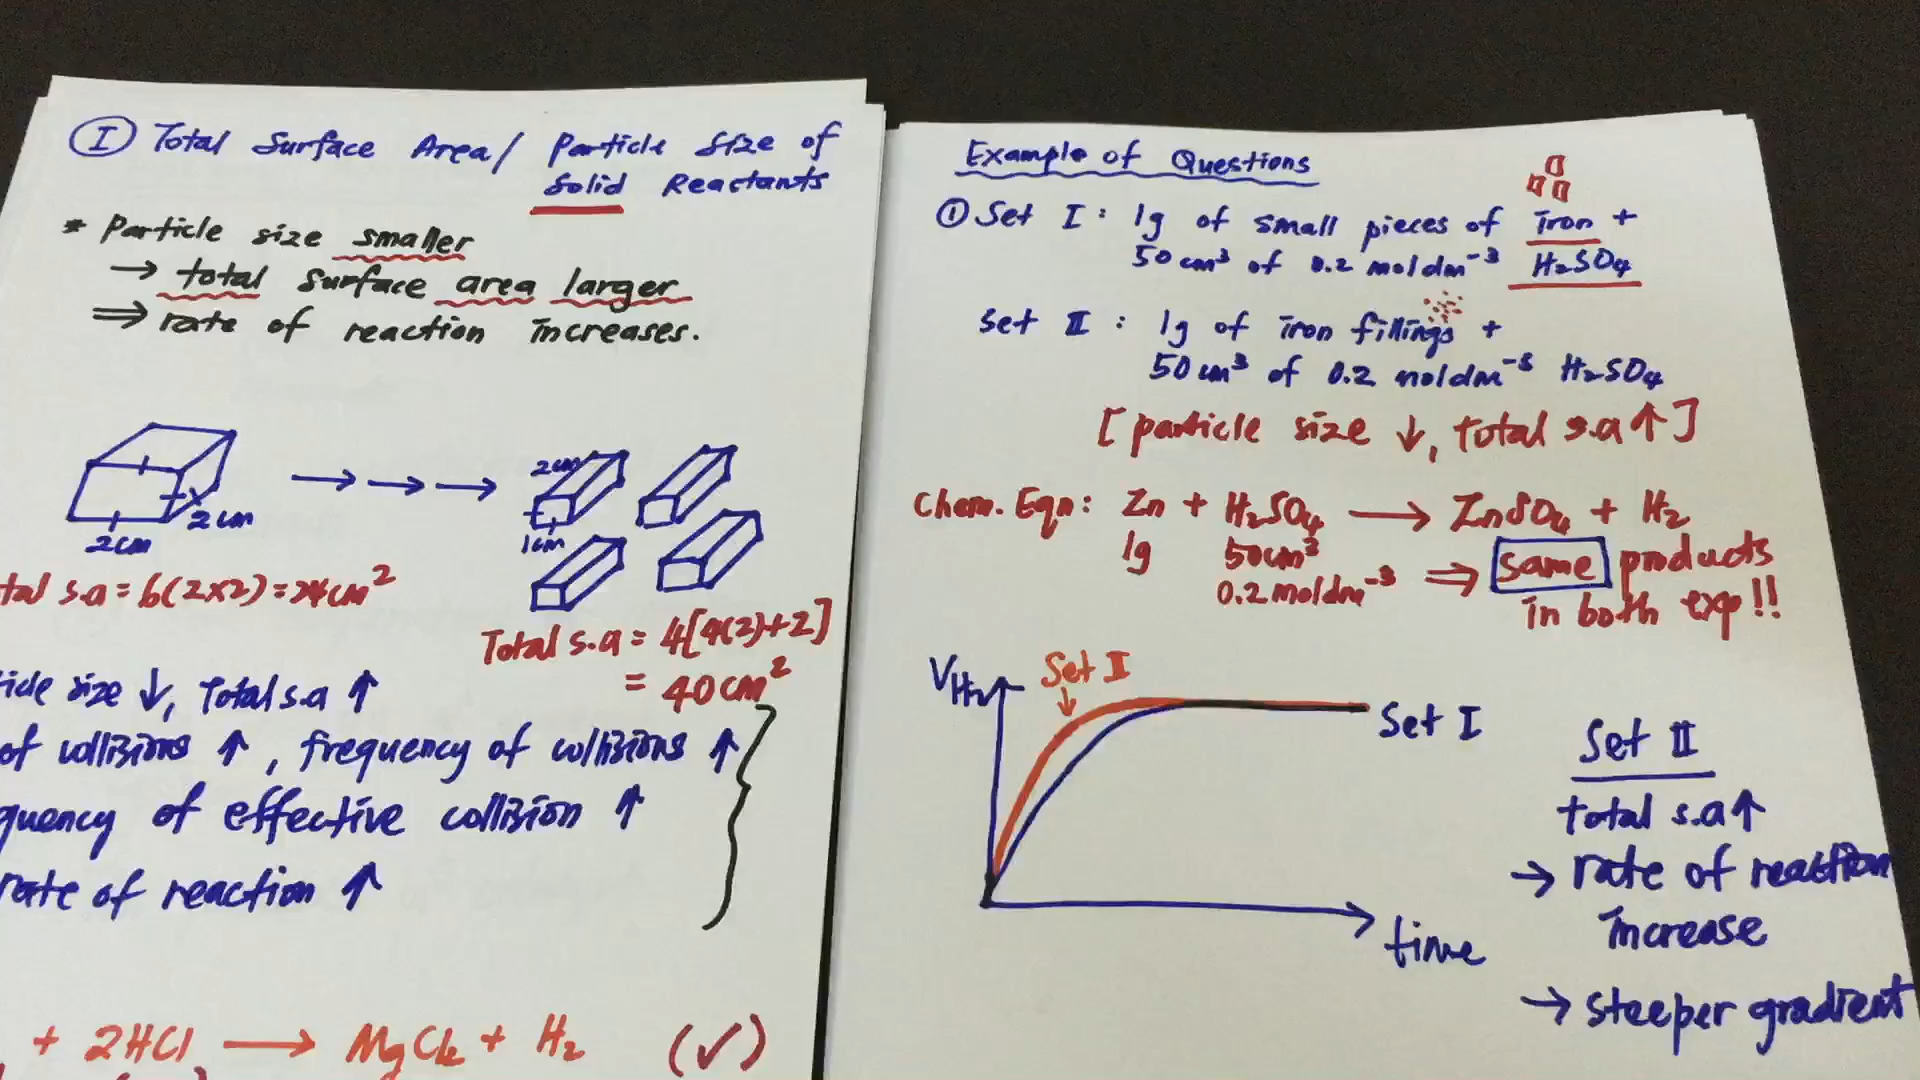 I Total Surface Area/ Particle Size of
Solid Reactants
* Particle size smaller
→ total surface area larger
⇒ rate of reaction increases.
2cm
2cm
2cm
1cm
tal s.a = 6(2x2) = 24cm²
Total s.a = 4[4(2)+2]
= 40cm²
icle size ↓, Total s.a ↑
of collisions ↑, frequency of collisions ↑
quency of effective collision ↑
rate of reaction ↑
+ 2HCl → MgCl₂ + H₂ (✓)
Example of Questions
① Set I : 1g of small pieces of iron +
50cm³ of 0.2 moldm⁻³ H₂SO₄
Set II : 1g of iron fillings +
50cm³ of 0.2 moldm⁻³ H₂SO₄
[particle size ↓, total s.a ↑]
Chem. Eqn: Zn + H₂SO₄ → ZnSO₄ + H₂
1g 50cm³
0.2moldm⁻³ ⇒ same products
in both exp!!
VH₂
Set II
Set I
time
Set II
total s.a ↑
→ rate of reaction
increase
→ steeper gradient